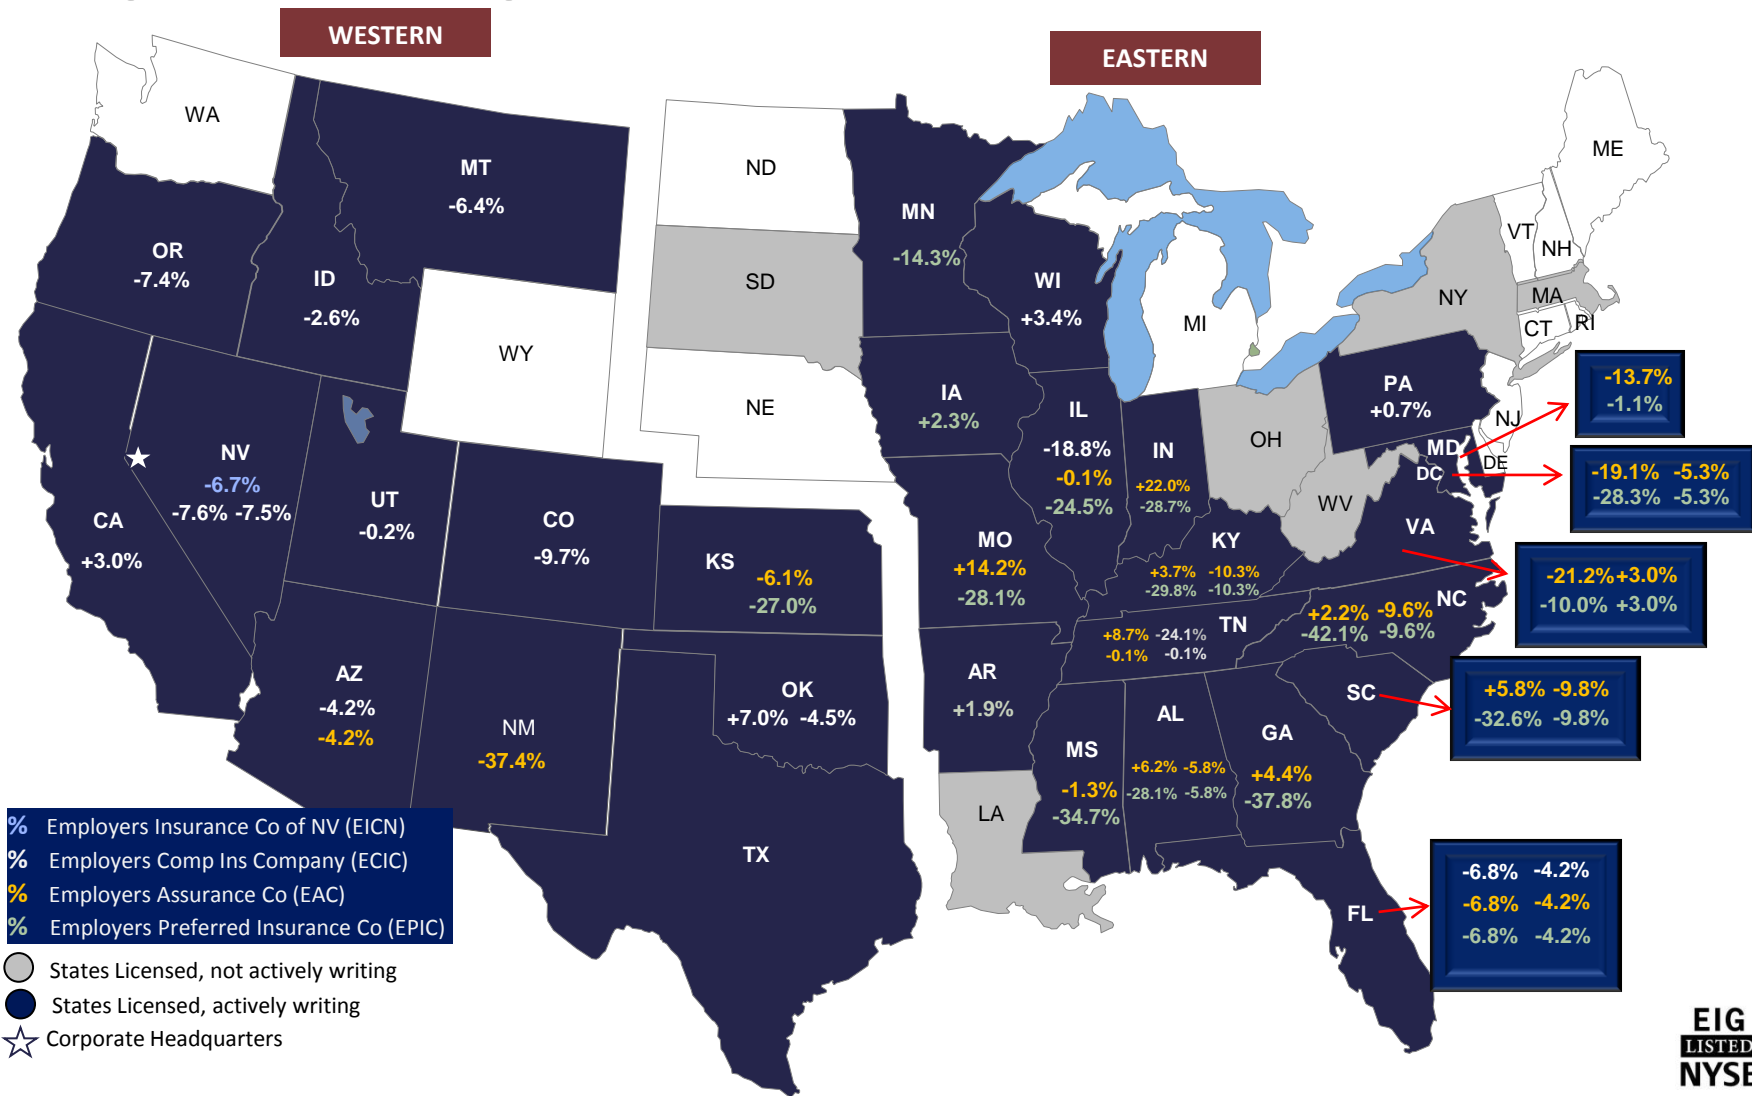 WESTERN
EASTERN
WA
MT
-6.4%
OR
-7.4%
ID
-2.6%
WY
NV
-6.7%
-7.6% -7.5%
CA
+3.0%
UT
-0.2%
CO
-9.7%
AZ
-4.2%
-4.2%
NM
-37.4%
ND
SD
NE
KS
-6.1%
-27.0%
OK
+7.0% -4.5%
TX
MN
-14.3%
WI
+3.4%
MI
IA
+2.3%
IL
-18.8%
-0.1%
-24.5%
IN
+22.0%
-28.7%
OH
MO
+14.2%
-28.1%
KY
+3.7% -10.3%
-29.8% -10.3%
WV
VA
-21.2% +3.0%
-10.0% +3.0%
PA
+0.7%
NY
VT
NH
ME
MA
CT
RI
NJ
DE
MD
-13.7%
-1.1%
DC
-19.1% -5.3%
-28.3% -5.3%
TN
+8.7% -24.1%
-0.1% -0.1%
NC
+2.2% -9.6%
-42.1% -9.6%
SC
+5.8% -9.8%
-32.6% -9.8%
AR
+1.9%
LA
MS
-1.3%
-34.7%
AL
+6.2% -5.8%
-28.1% -5.8%
GA
+4.4%
-37.8%
FL
-6.8% -4.2%
-6.8% -4.2%
-6.8% -4.2%
% Employers Insurance Co of NV (EICN)
% Employers Comp Ins Company (ECIC)
% Employers Assurance Co (EAC)
% Employers Preferred Insurance Co (EPIC)
States Licensed, not actively writing
States Licensed, actively writing
Corporate Headquarters
EIG
LISTED
NYSE